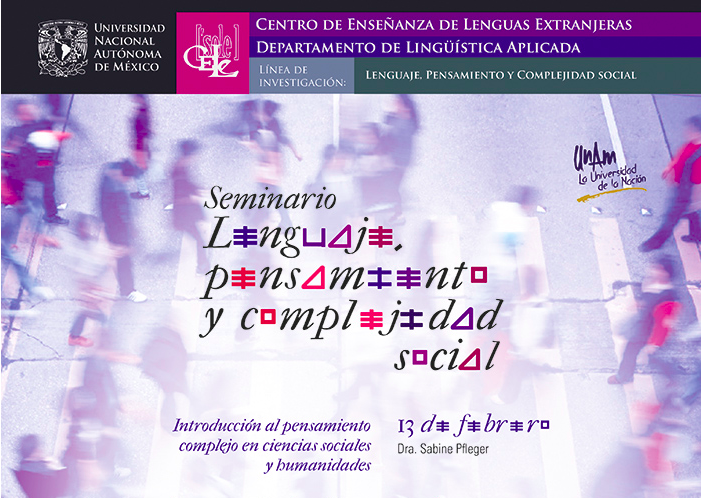 UNIVERSIDAD
NACIONAL
AUTÓNOMA
DE MÉXICO
[sole]
CELE
CENTRO DE ENSEÑANZA DE LENGUAS EXTRANJERAS
DEPARTAMENTO DE LINGÜÍSTICA APLICADA
LÍNEA DE
INVESTIGACIÓN:
LENGUAJE, PENSAMIENTO Y COMPLEJIDAD SOCIAL
UNAM
La Universidad
de la Nación
Seminario
Lenguaje,
pensamiento
y complejidad
social
Introducción al pensamiento
complejo en ciencias sociales
y humanidades
13 de febrero
Dra. Sabine Pfleger